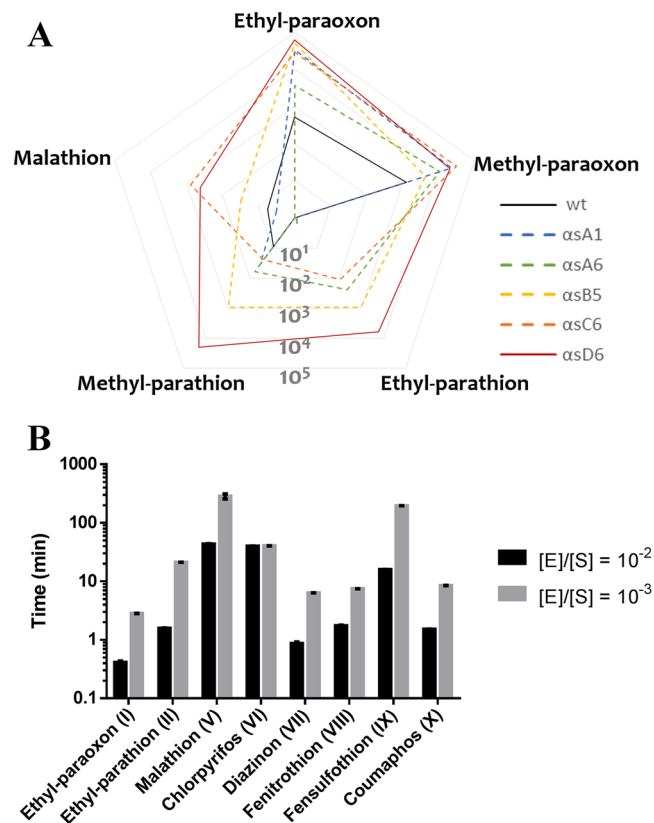 A
Ethyl-paraoxon
Malathion
Methyl-paraoxon
wt
αsA1
αsA6
αsB5
αsC6
αsD6
1
10¹
10²
10³
10⁴
10⁵
Methyl-parathion
Ethyl-parathion
B
Time (min)
1000
100
10
1
0.1
[E]/[S] = 10⁻²
[E]/[S] = 10⁻³
Ethyl-paraoxon (I)
Ethyl-parathion (II)
Malathion (V)
Chlorpyrifos (VI)
Diazinon (VII)
Fenitrothion (VIII)
Fensulfothion (IX)
Coumaphos (X)